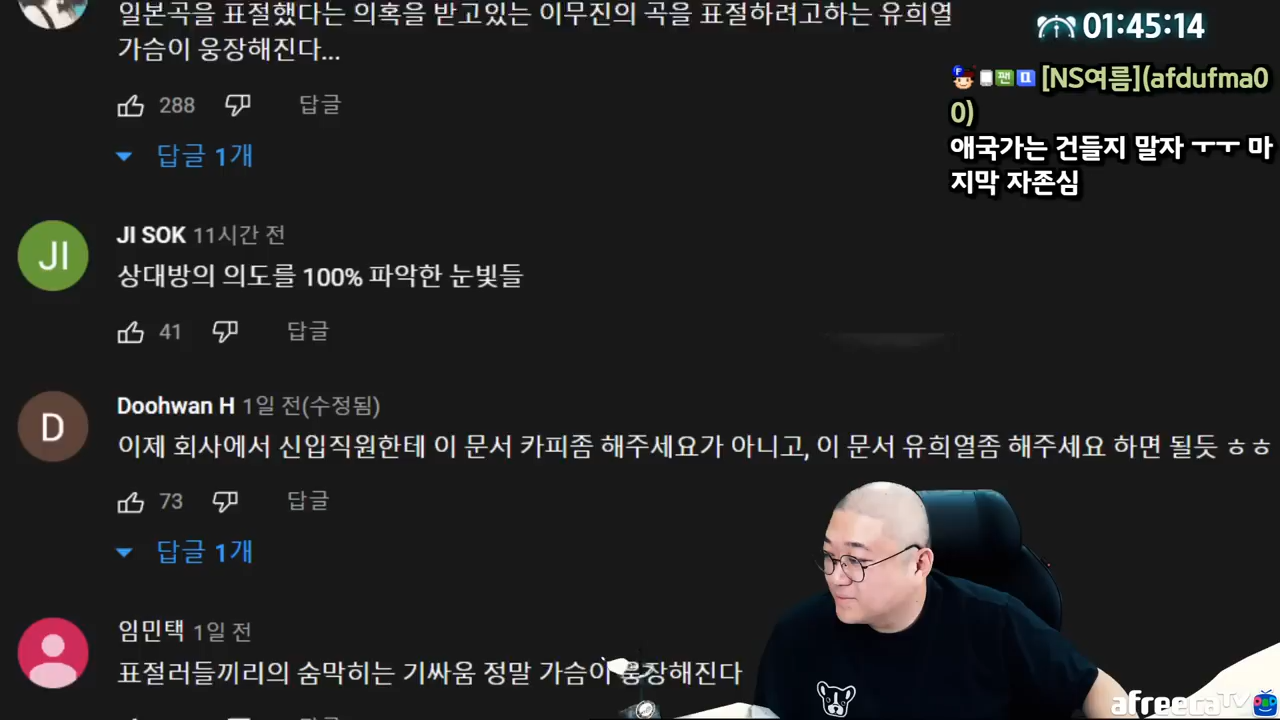 일본곡을 표절했다는 의혹을 받고있는 이무진의 곡을 표절하려고하는 유희열
가슴이 웅장해진다...
288 답글
답글 1개
JI
JI SOK 11시간 전
상대방의 의도를 100% 파악한 눈빛들
41 답글
D
Doohwan H 1일 전(수정됨)
이제 회사에서 신입직원한테 이 문서 카피좀 해주세요가 아니고, 이 문서 유희열좀 해주세요 하면 될듯 ㅎㅎ
73 답글
답글 1개
임민택 1일 전
표절러들끼리의 숨막히는 기싸움 정말 가슴이 웅장해진다
01:45:14
F 팬 [NS여름](afdufma0
0)
애국가는 건들지 말자 ㅜㅜ 마
지막 자존심
afreecaTV